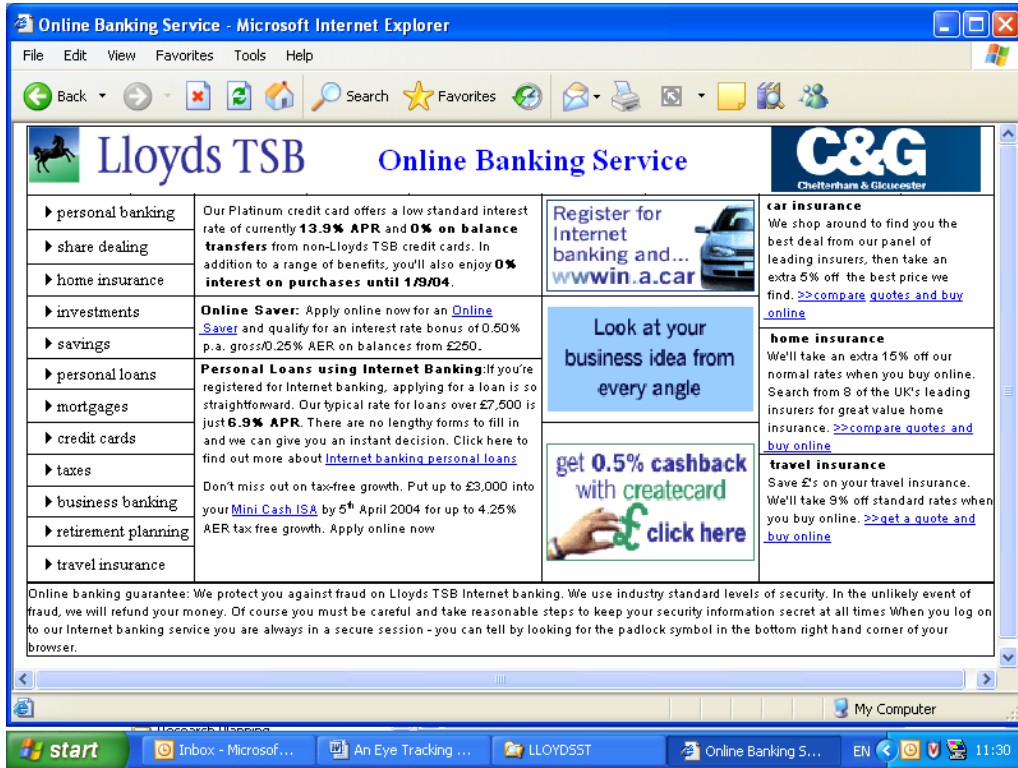 Online Banking Service - Microsoft Internet Explorer
File Edit View Favorites Tools Help
Back Search Favorites
Lloyds TSB
Online Banking Service
C&G
Cheltenham & Gloucester
personal banking
share dealing
home insurance
investments
savings
personal loans
mortgages
credit cards
taxes
business banking
retirement planning
travel insurance
Our Platinum credit card offers a low standard interest
rate of currently 13.9% APR and 0% on balance
transfers from non-Lloyds TSB credit cards. In
addition to a range of benefits, you'll also enjoy 0%
interest on purchases until 1/9/04.
Online Saver: Apply online now for an Online
Saver and qualify for an interest rate bonus of 0.50%
p.a. gross/0.25% AER on balances from £250.
Personal Loans using Internet Banking:If you're
registered for Internet banking, applying for a loan is so
straightforward. Our typical rate for loans over £7,500 is
just 6.9% APR. There are no lengthy forms to fill in
and we can give you an instant decision. Click here to
find out more about Internet banking personal loans
Don't miss out on tax-free growth. Put up to £3,000 into
your Mini Cash ISA by 5th April 2004 for up to 4.25%
AER tax free growth. Apply online now
Register for
Internet
banking and...
wwwin.a.car
Look at your
business idea from
every angle
get 0.5% cashback
with createcard
£ click here
car insurance
We shop around to find you the
best deal from our panel of
leading insurers, then take an
extra 5% off the best price we
find. >>compare quotes and buy
online
home insurance
We'll take an extra 15% off our
normal rates when you buy online.
Search from 8 of the UK's leading
insurers for great value home
insurance. >>compare quotes and
buy online
travel insurance
Save £'s on your travel insurance.
We'll take 9% off standard rates when
you buy online. >>get a quote and
buy online
Online banking guarantee: We protect you against fraud on Lloyds TSB Internet banking. We use industry standard levels of security. In the unlikely event of
fraud, we will refund your money. Of course you must be careful and take reasonable steps to keep your security information secret at all times When you log on
to our Internet banking service you are always in a secure session - you can tell by looking for the padlock symbol in the bottom right hand corner of your
browser.
My Computer
start
Inbox - Microsof...
An Eye Tracking ...
LLOYDSST
Online Banking S...
EN
11:30